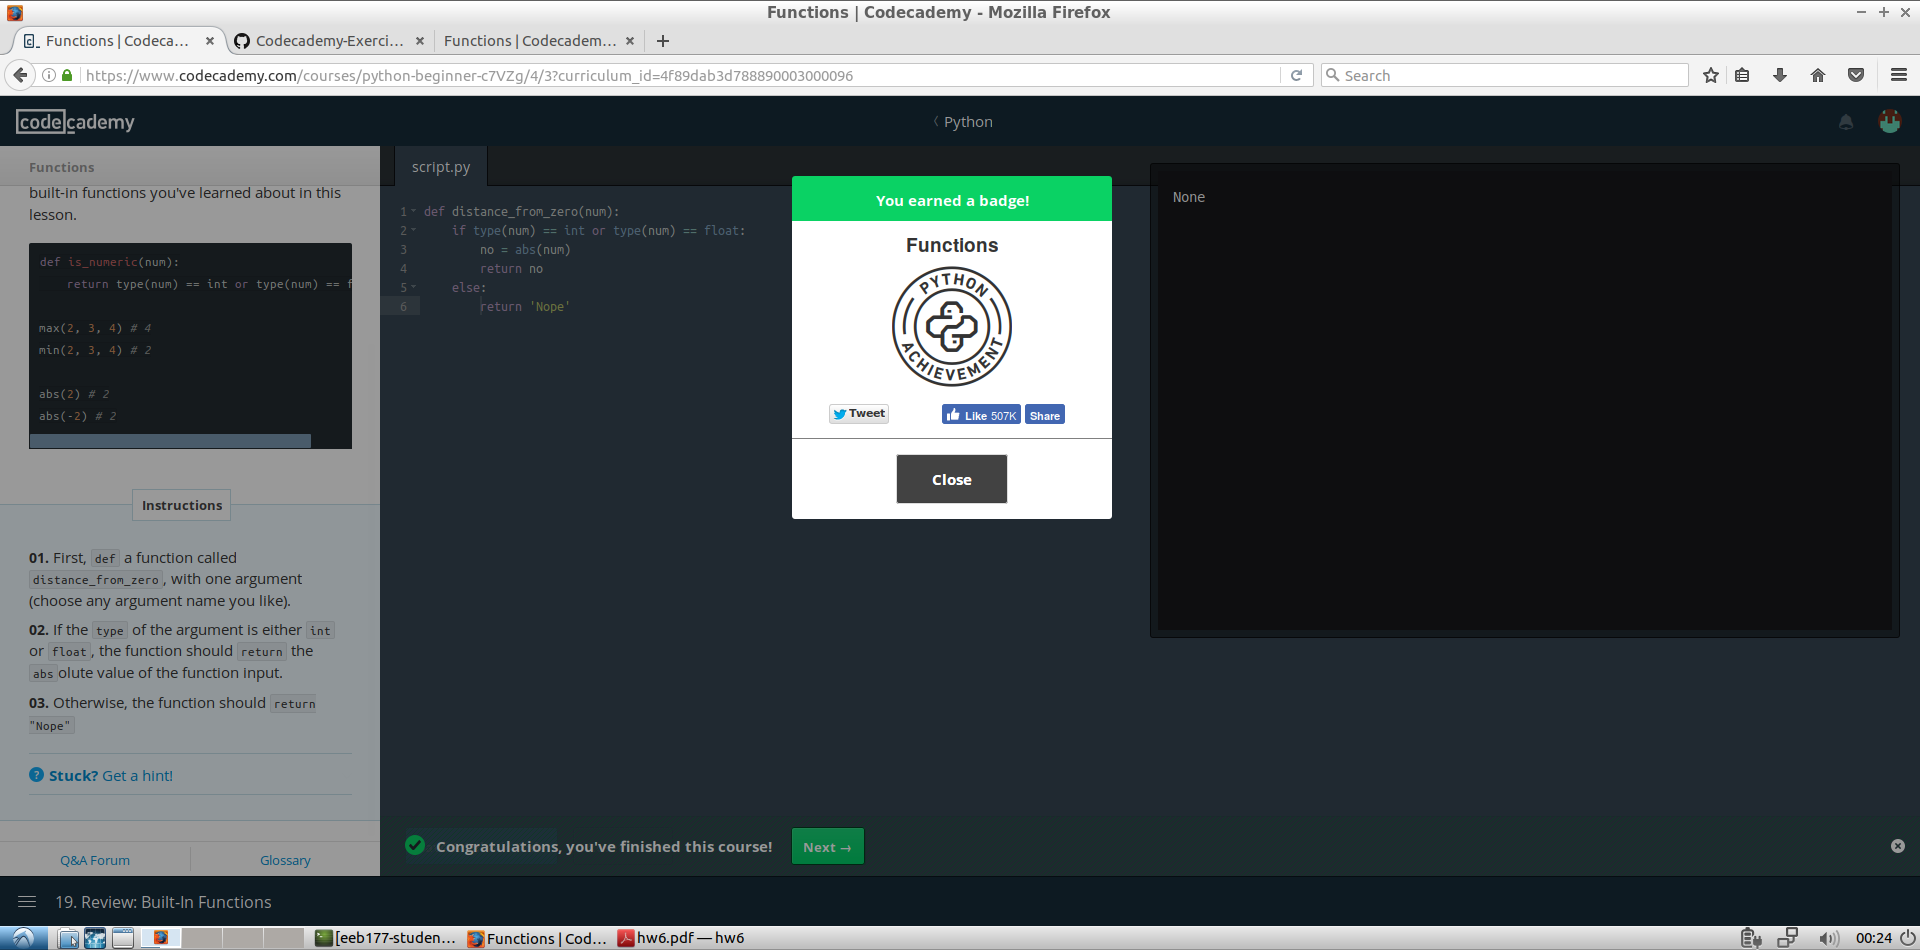 Functions | Codecademy - Mozilla Firefox
Functions | Codeca...
Codecademy-Exerci...
Functions | Codecadem...
https://www.codecademy.com/courses/python-beginner-c7VZg/4/3?curriculum_id=4f89dab3d788890003000096
Search
codecademy
Python
Functions
built-in functions you've learned about in this
lesson.
def is_numeric(num):
    return type(num) == int or type(num) == f
max(2, 3, 4) # 4
min(2, 3, 4) # 2
abs(2) # 2
abs(-2) # 2
Instructions
01. First, def a function called
distance_from_zero, with one argument
(choose any argument name you like).
02. If the type of the argument is either int
or float, the function should return the
absolute value of the function input.
03. Otherwise, the function should return
"Nope"
? Stuck? Get a hint!
Q&A Forum
Glossary
script.py
1 def distance_from_zero(num):
2     if type(num) == int or type(num) == float:
3         no = abs(num)
4         return no
5     else:
6         return 'Nope'
You earned a badge!
Functions
PYTHON
ACHIEVEMENT
Tweet
Like 507K
Share
Close
None
Congratulations, you've finished this course!
Next →
19. Review: Built-In Functions
[eeb177-studen...
Functions | Cod...
hw6.pdf — hw6
00:24